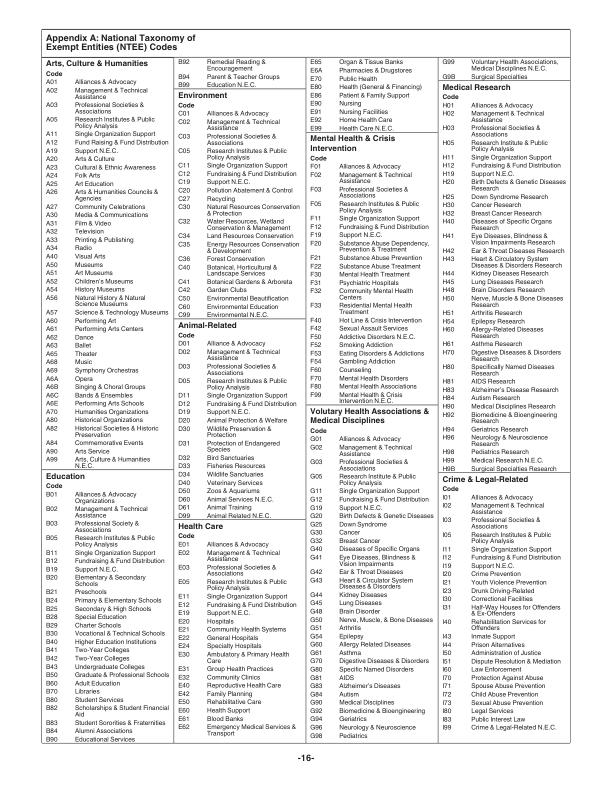 Appendix A: National Taxonomy of
Exempt Entities (NTEE) Codes
Arts, Culture & Humanities
Code
A01 Alliances & Advocacy
A02 Management & Technical
Assistance
A03 Professional Societies &
Associations
A05 Research Institutes & Public
Policy Analysis
A11 Single Organization Support
A12 Fund Raising & Fund Distribution
A19 Support N.E.C.
A20 Arts & Culture
A23 Cultural & Ethnic Awareness
A24 Folk Arts
A25 Art Education
A26 Arts & Humanities Councils &
Agencies
A27 Community Celebrations
A30 Media & Communications
A31 Film & Video
A32 Television
A33 Printing & Publishing
A34 Radio
A40 Visual Arts
A50 Museums
A51 Art Museums
A52 Children's Museums
A54 History Museums
A56 Natural History & Natural
Science Museums
A57 Science & Technology Museums
A60 Performing Art
A61 Performing Arts Centers
A62 Dance
A63 Ballet
A65 Theater
A68 Music
A69 Symphony Orchestras
A6A Opera
A6B Singing & Choral Groups
A6C Bands & Ensembles
A6E Performing Arts Schools
A70 Humanities Organizations
A80 Historical Organizations
A82 Historical Societies & Historic
Preservation
A84 Commemorative Events
A90 Arts Service
A99 Arts, Culture & Humanities
N.E.C.
Education
Code
B01 Alliances & Advocacy
Organizations
B02 Management & Technical
Assistance
B03 Professional Society &
Associations
B05 Research Institutes & Public
Policy Analysis
B11 Single Organization Support
B12 Fundraising & Fund Distribution
B19 Support N.E.C.
B20 Elementary & Secondary
Schools
B21 Preschools
B24 Primary & Elementary Schools
B25 Secondary & High Schools
B28 Special Education
B29 Charter Schools
B30 Vocational & Technical Schools
B40 Higher Education Institutions
B41 Two-Year Colleges
B42 Two-Year Colleges
B43 Undergraduate Colleges
B50 Graduate & Professional Schools
B60 Adult Education
B70 Libraries
B80 Student Services
B82 Scholarships & Student Financial
Aid
B83 Student Sororities & Fraternities
B84 Alumni Associations
B90 Educational Services
B92 Remedial Reading &
Encouragement
B94 Parent & Teacher Groups
B99 Education N.E.C.
Environment
Code
C01 Alliances & Advocacy
C02 Management & Technical
Assistance
C03 Professional Societies &
Associations
C05 Research Institutes & Public
Policy Analysis
C11 Single Organization Support
C12 Fundraising & Fund Distribution
C19 Support N.E.C.
C20 Pollution Abatement & Control
C27 Recycling
C30 Natural Resources Conservation
& Protection
C32 Water Resources, Wetland
Conservation & Management
C34 Land Resources Conservation
C35 Energy Resources Conservation
& Development
C36 Forest Conservation
C40 Botanical, Horticultural &
Landscape Services
C41 Botanical Gardens & Arboreta
C42 Garden Clubs
C50 Environmental Beautification
C60 Environmental Education
C99 Environmental N.E.C.
Animal-Related
Code
D01 Alliance & Advocacy
D02 Management & Technical
Assistance
D03 Professional Societies &
Associations
D05 Research Institutes & Public
Policy Analysis
D11 Single Organization Support
D12 Fundraising & Fund Distribution
D19 Support N.E.C.
D20 Animal Protection & Welfare
D30 Wildlife Preservation &
Protection
D31 Protection of Endangered
Species
D32 Bird Sanctuaries
D33 Fisheries Resources
D34 Wildlife Sanctuaries
D40 Veterinary Services
D50 Zoos & Aquariums
D60 Animal Services N.E.C.
D61 Animal Training
D99 Animal Related N.E.C.
Health Care
Code
E01 Alliances & Advocacy
E02 Management & Technical
Assistance
E03 Professional Societies &
Associations
E05 Research Institutes & Public
Policy Analysis
E11 Single Organization Support
E12 Fundraising & Fund Distribution
E19 Support N.E.C.
E20 Hospitals
E21 Community Health Systems
E22 General Hospitals
E24 Specialty Hospitals
E30 Ambulatory & Primary Health
Care
E31 Group Health Practices
E32 Community Clinics
E40 Reproductive Health Care
E42 Family Planning
E50 Rehabilitative Care
E60 Health Support
E61 Blood Banks
E62 Emergency Medical Services &
Transport
E65 Organ & Tissue Banks
E6A Pharmacies & Drugstores
E70 Public Health
E80 Health (General & Financing)
E86 Patient & Family Support
E90 Nursing
E91 Nursing Facilities
E92 Home Health Care
E99 Health Care N.E.C.
Mental Health & Crisis
Intervention
Code
F01 Alliances & Advocacy
F02 Management & Technical
Assistance
F03 Professional Societies &
Associations
F05 Research Institutes & Public
Policy Analysis
F11 Single Organization Support
F12 Fundraising & Fund Distribution
F19 Support N.E.C.
F20 Substance Abuse Dependency,
Prevention & Treatment
F21 Substance Abuse Prevention
F22 Substance Abuse Treatment
F30 Mental Health Treatment
F31 Psychiatric Hospitals
F32 Community Mental Health
Centers
F33 Residential Mental Health
Treatment
F40 Hot Line & Crisis Intervention
F42 Sexual Assault Services
F50 Addictive Disorders N.E.C.
F52 Smoking Addiction
F53 Eating Disorders & Addictions
F54 Gambling Addiction
F60 Counseling
F70 Mental Health Disorders
F80 Mental Health Associations
F99 Mental Health & Crisis
Intervention N.E.C.
Volutary Health Associations &
Medical Disciplines
Code
G01 Alliances & Advocacy
G02 Management & Technical
Assistance
G03 Professional Societies &
Associations
G05 Research Institutes & Public
Policy Analysis
G11 Single Organization Support
G12 Fundraising & Fund Distribution
G19 Support N.E.C.
G20 Birth Defects & Genetic Diseases
G25 Down Syndrome
G30 Cancer
G32 Breast Cancer
G40 Diseases of Specific Organs
G41 Eye Diseases, Blindness &
Vision Impairments
G42 Ear & Throat Diseases
G43 Heart & Circulatory System
Diseases & Disorders
G44 Kidney Diseases
G45 Lung Diseases
G48 Brain Disorder
G50 Nerve, Muscle, & Bone Diseases
G51 Arthritis
G54 Epilepsy
G60 Allergy Related Diseases
G61 Asthma
G70 Digestive Diseases & Disorders
G80 Specific Named Diseases
G81 AIDS
G83 Alzheimer's Diseases
G84 Autism
G90 Medical Disciplines
G92 Biomedicine & Bioengineering
G94 Geriatrics
G96 Neurology & Neuroscience
G98 Pediatrics
G99 Voluntary Health Associations,
Medical Disciplines N.E.C.
G9B Surgical Specialties
Medical Research
Code
H01 Alliances & Advocacy
H02 Management & Technical
Assistance
H03 Professional Societies &
Associations
H05 Research Institute & Public
Policy Analysis
H11 Single Organization Support
H12 Fundraising & Fund Distribution
H19 Support N.E.C.
H20 Birth Defects & Genetic Diseases
Research
H25 Down Syndrome Research
H30 Cancer Research
H32 Breast Cancer Research
H40 Diseases of Specific Organs
Research
H41 Eye Diseases, Blindness &
Vision Impairments Research
H42 Ear & Throat Diseases Research
H43 Heart & Circulatory System
Diseases & Disorders Research
H44 Kidney Diseases Research
H45 Lung Diseases Research
H48 Brain Disorders Research
H50 Nerve, Muscle & Bone Diseases
Research
H51 Arthritis Research
H54 Epilepsy Research
H60 Allergy-Related Diseases
Research
H61 Asthma Research
H70 Digestive Diseases & Disorders
Research
H80 Specifically Named Diseases
Research
H81 AIDS Research
H83 Alzheimer's Disease Research
H84 Autism Research
H90 Medical Disciplines Research
H92 Biomedicine & Bioengineering
Research
H94 Geriatrics Research
H96 Neurology & Neuroscience
Research
H98 Pediatrics Research
H99 Medical Research N.E.C.
H9B Surgical Specialties Research
Crime & Legal-Related
Code
I01 Alliances & Advocacy
I02 Management & Technical
Assistance
I03 Professional Societies &
Associations
I05 Research Institutes & Public
Policy Analysis
I11 Single Organization Support
I12 Fundraising & Fund Distribution
I19 Support N.E.C.
I20 Crime Prevention
I21 Youth Violence Prevention
I23 Drunk Driving-Related
I30 Correctional Facilities
I31 Half-Way Houses for Offenders
& Ex-Offenders
I40 Rehabilitation Services for
Offenders
I43 Inmate Support
I44 Prison Alternatives
I50 Administration of Justice
I51 Dispute Resolution & Mediation
I60 Law Enforcement
I70 Protection Against Abuse
I71 Spouse Abuse Prevention
I72 Child Abuse Prevention
I73 Sexual Abuse Prevention
I80 Legal Services
I83 Public Interest Law
I99 Crime & Legal-Related N.E.C.
-16-